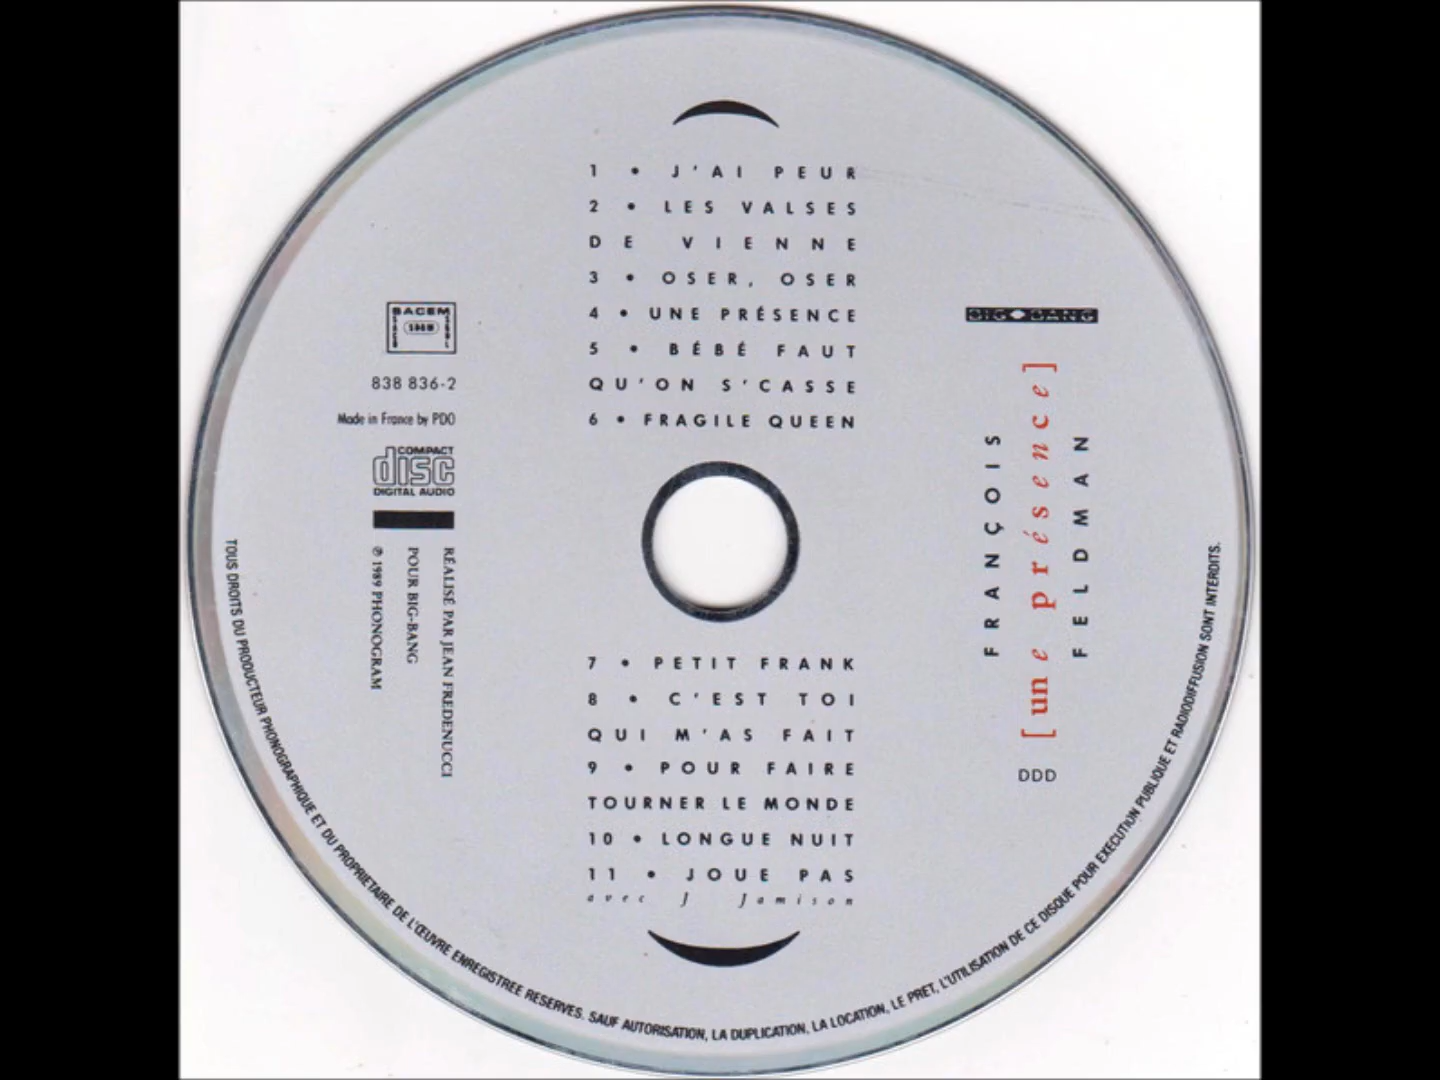 1 • J'AI PEUR
2 • LES VALSES
DE VIENNE
3 • OSER, OSER
4 • UNE PRÉSENCE
5 • BÉBÉ FAUT
QU'ON S'CASSE
6 • FRAGILE QUEEN
7 • PETIT FRANK
8 • C'EST TOI
QUI M'AS FAIT
9 • POUR FAIRE
TOURNER LE MONDE
10 • LONGUE NUIT
11 • JOUE PAS
avec J Jamison
SACEM
838 836-2
Made in France by PDO
COMPACT
disc
DIGITAL AUDIO
RÉALISÉ PAR JEAN FREDENUCCI
POUR BIG-BANG
℗ 1989 PHONOGRAM
BIG BANG
FRANÇOIS
[une présence]
FELDMAN
DDD
TOUS DROITS DU PRODUCTEUR PHONOGRAPHIQUE ET DU PROPRIETAIRE DE L'ŒUVRE ENREGISTREE RESERVES. SAUF AUTORISATION, LA DUPLICATION, LA LOCATION, LE PRET, L'UTILISATION DE CE DISQUE POUR EXECUTION PUBLIQUE ET RADIODIFFUSION SONT INTERDITS.